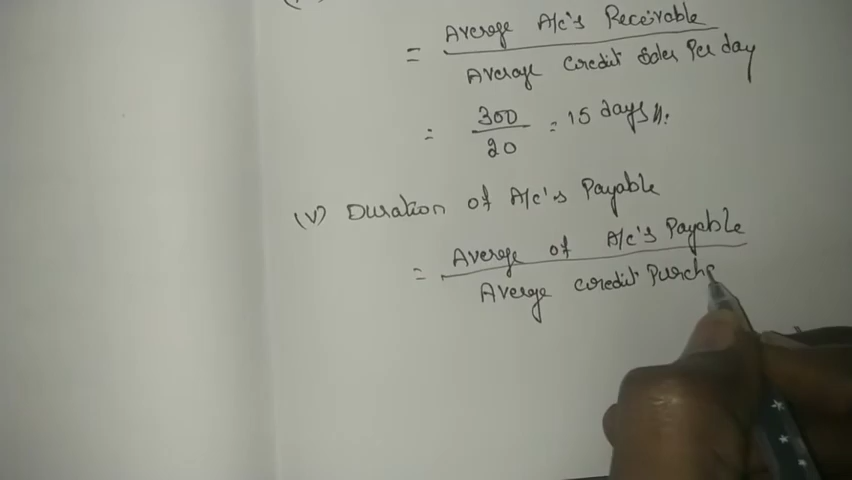 = Average A/c's Receivable
Average Credit Sales Per day
= 300
20
= 15 days
(V) Duration of A/c's Payable
= Average of A/c's Payable
Average Credit Purch